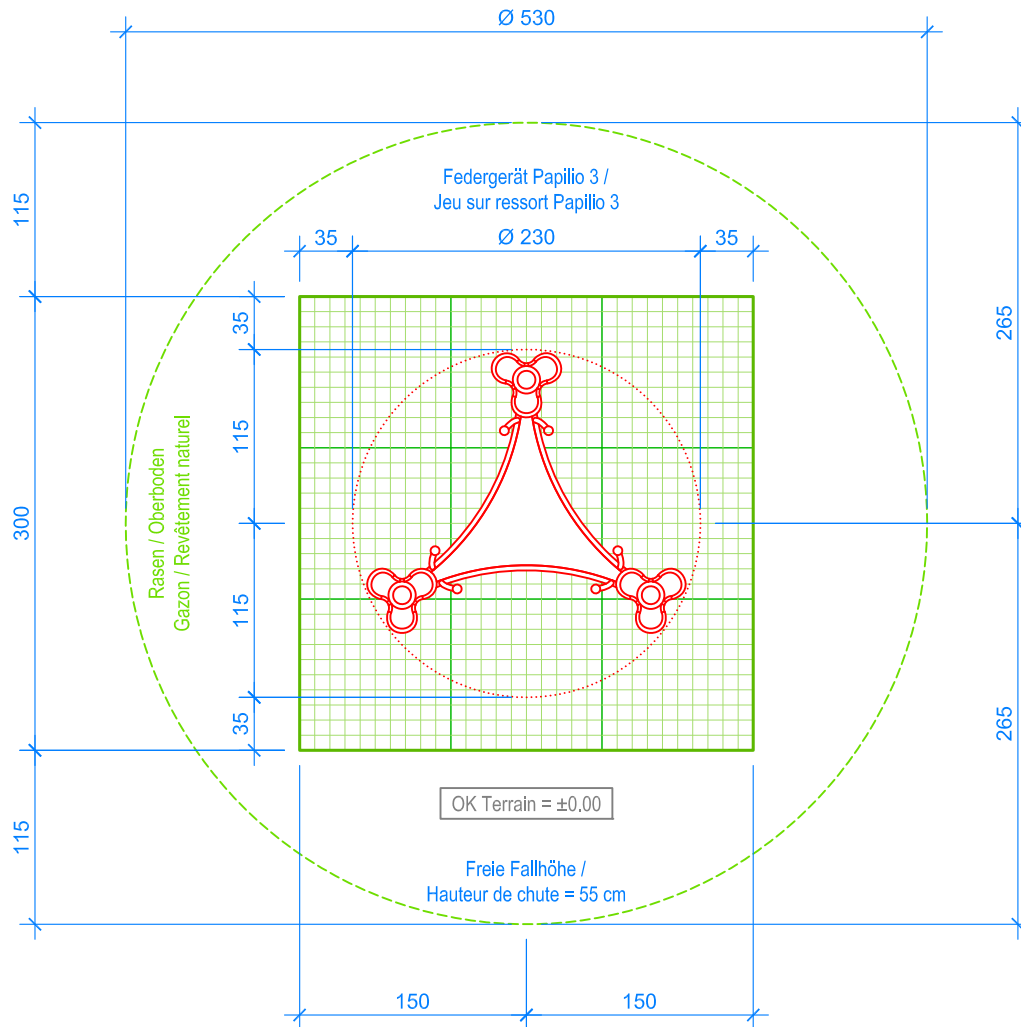 Ø 530
Federgerät Papilio 3 /
Jeu sur ressort Papilio 3
35
Ø 230
35
115
300
115
35
115
115
35
265
265
Rasen / Oberboden
Gazon / Revêtement naturel
OK Terrain = ±0.00
Freie Fallhöhe /
Hauteur de chute = 55 cm
150
150